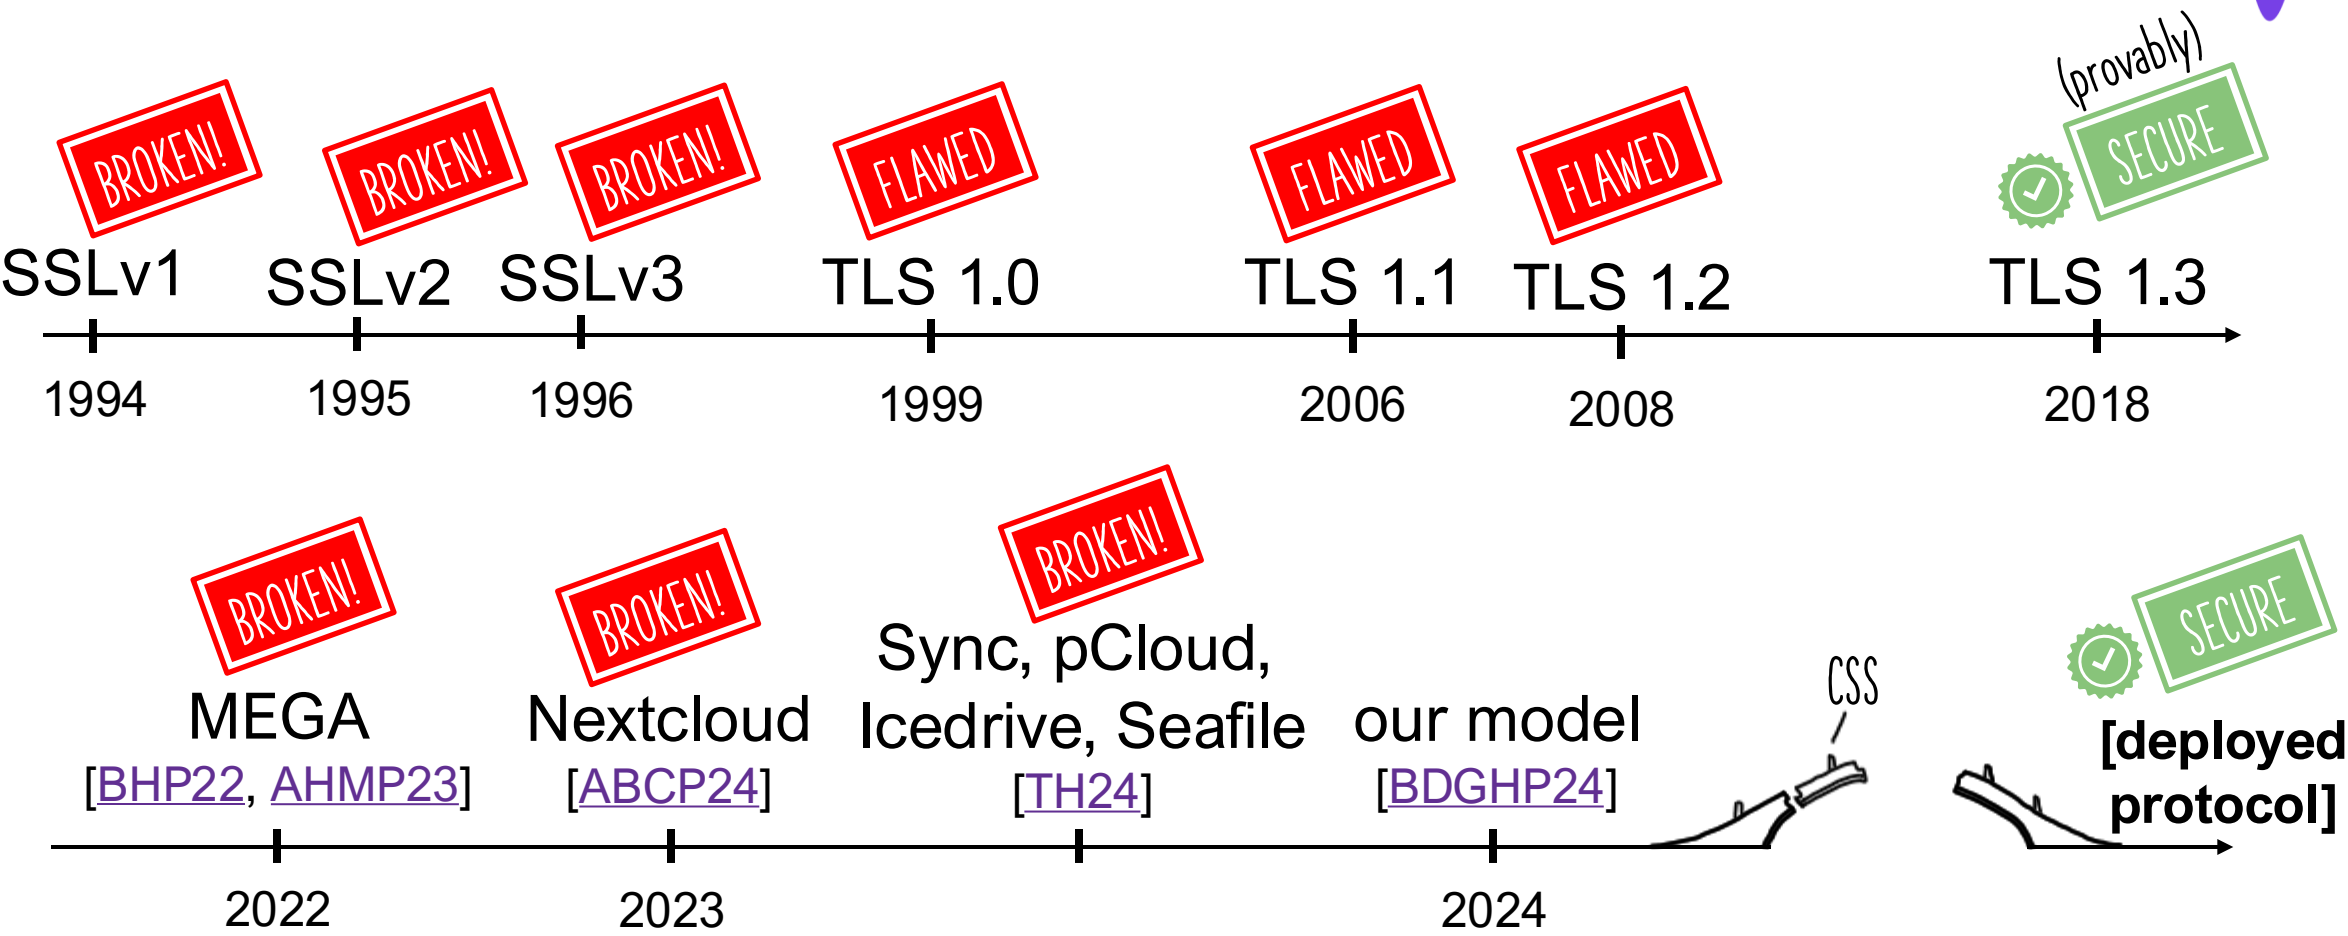 (provably)
BROKEN! BROKEN! BROKEN! FLAWED FLAWED FLAWED SECURE
SSLv1 SSLv2 SSLv3 TLS 1.0 TLS 1.1 TLS 1.2 TLS 1.3
1994 1995 1996 1999 2006 2008 2018
BROKEN! BROKEN! BROKEN! SECURE
Sync, pCloud,
CSS
MEGA Nextcloud Icedrive, Seafile our model [deployed
[BHP22, AHMP23] [ABCP24] [TH24] [BDGHP24] protocol]
2022 2023 2024